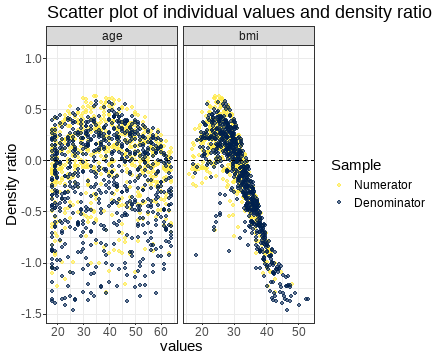 Scatter plot of individual values and density ratio
age bmi
1.0
0.5
0.0
-0.5
-1.0
-1.5
Density ratio
20 30 40 50 60 20 30 40 50
values
Sample
Numerator
Denominator